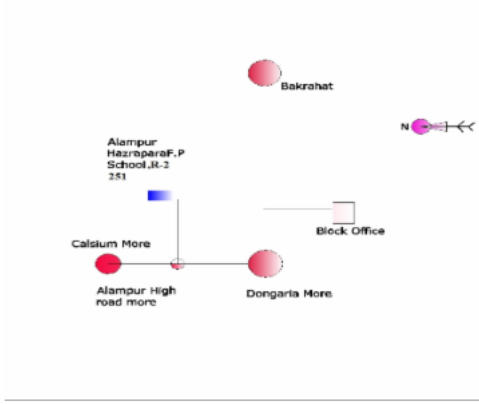 Bakrahat
N
Alampur
HazraparaF.P
School,R-2
251
Block Office
Calsium More
Alampur High
road more
Dongaria More